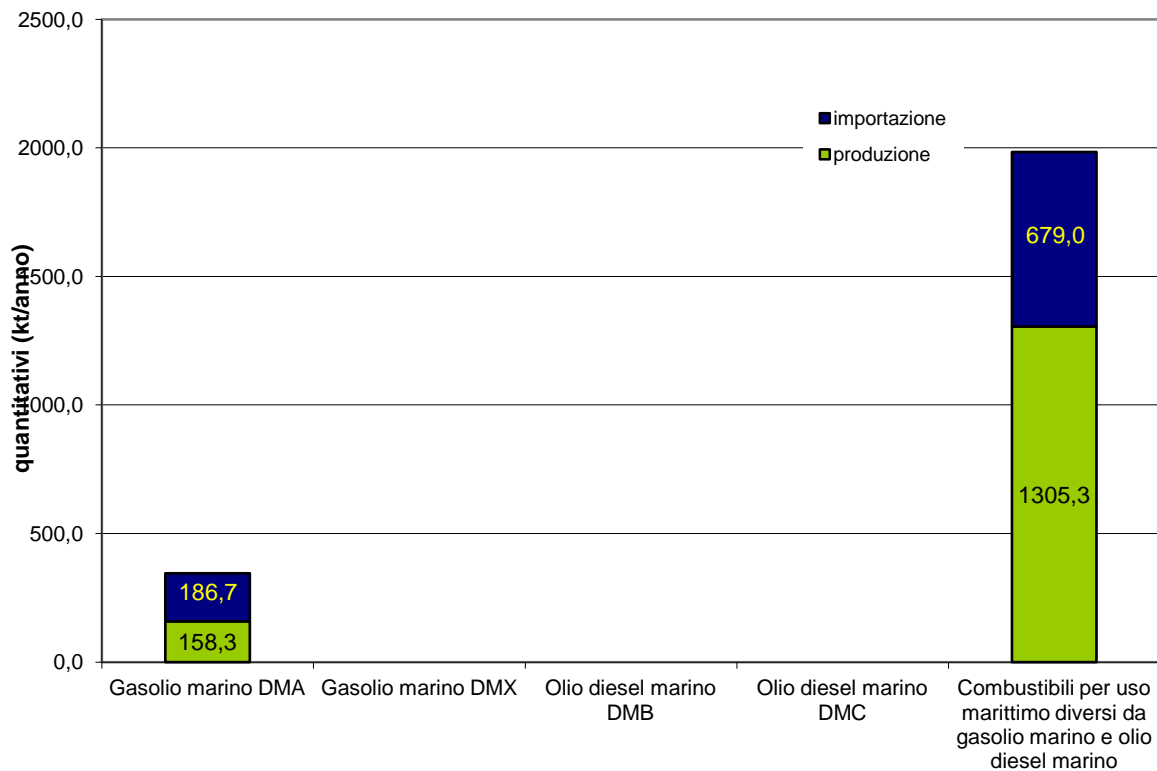 2500,0
2000,0
1500,0
1000,0
500,0
0,0
quantitativi (kt/anno)
importazione
produzione
186,7
158,3
679,0
1305,3
Gasolio marino DMA
Gasolio marino DMX
Olio diesel marino
DMB
Olio diesel marino
DMC
Combustibili per uso
marittimo diversi da
gasolio marino e olio
diesel marino